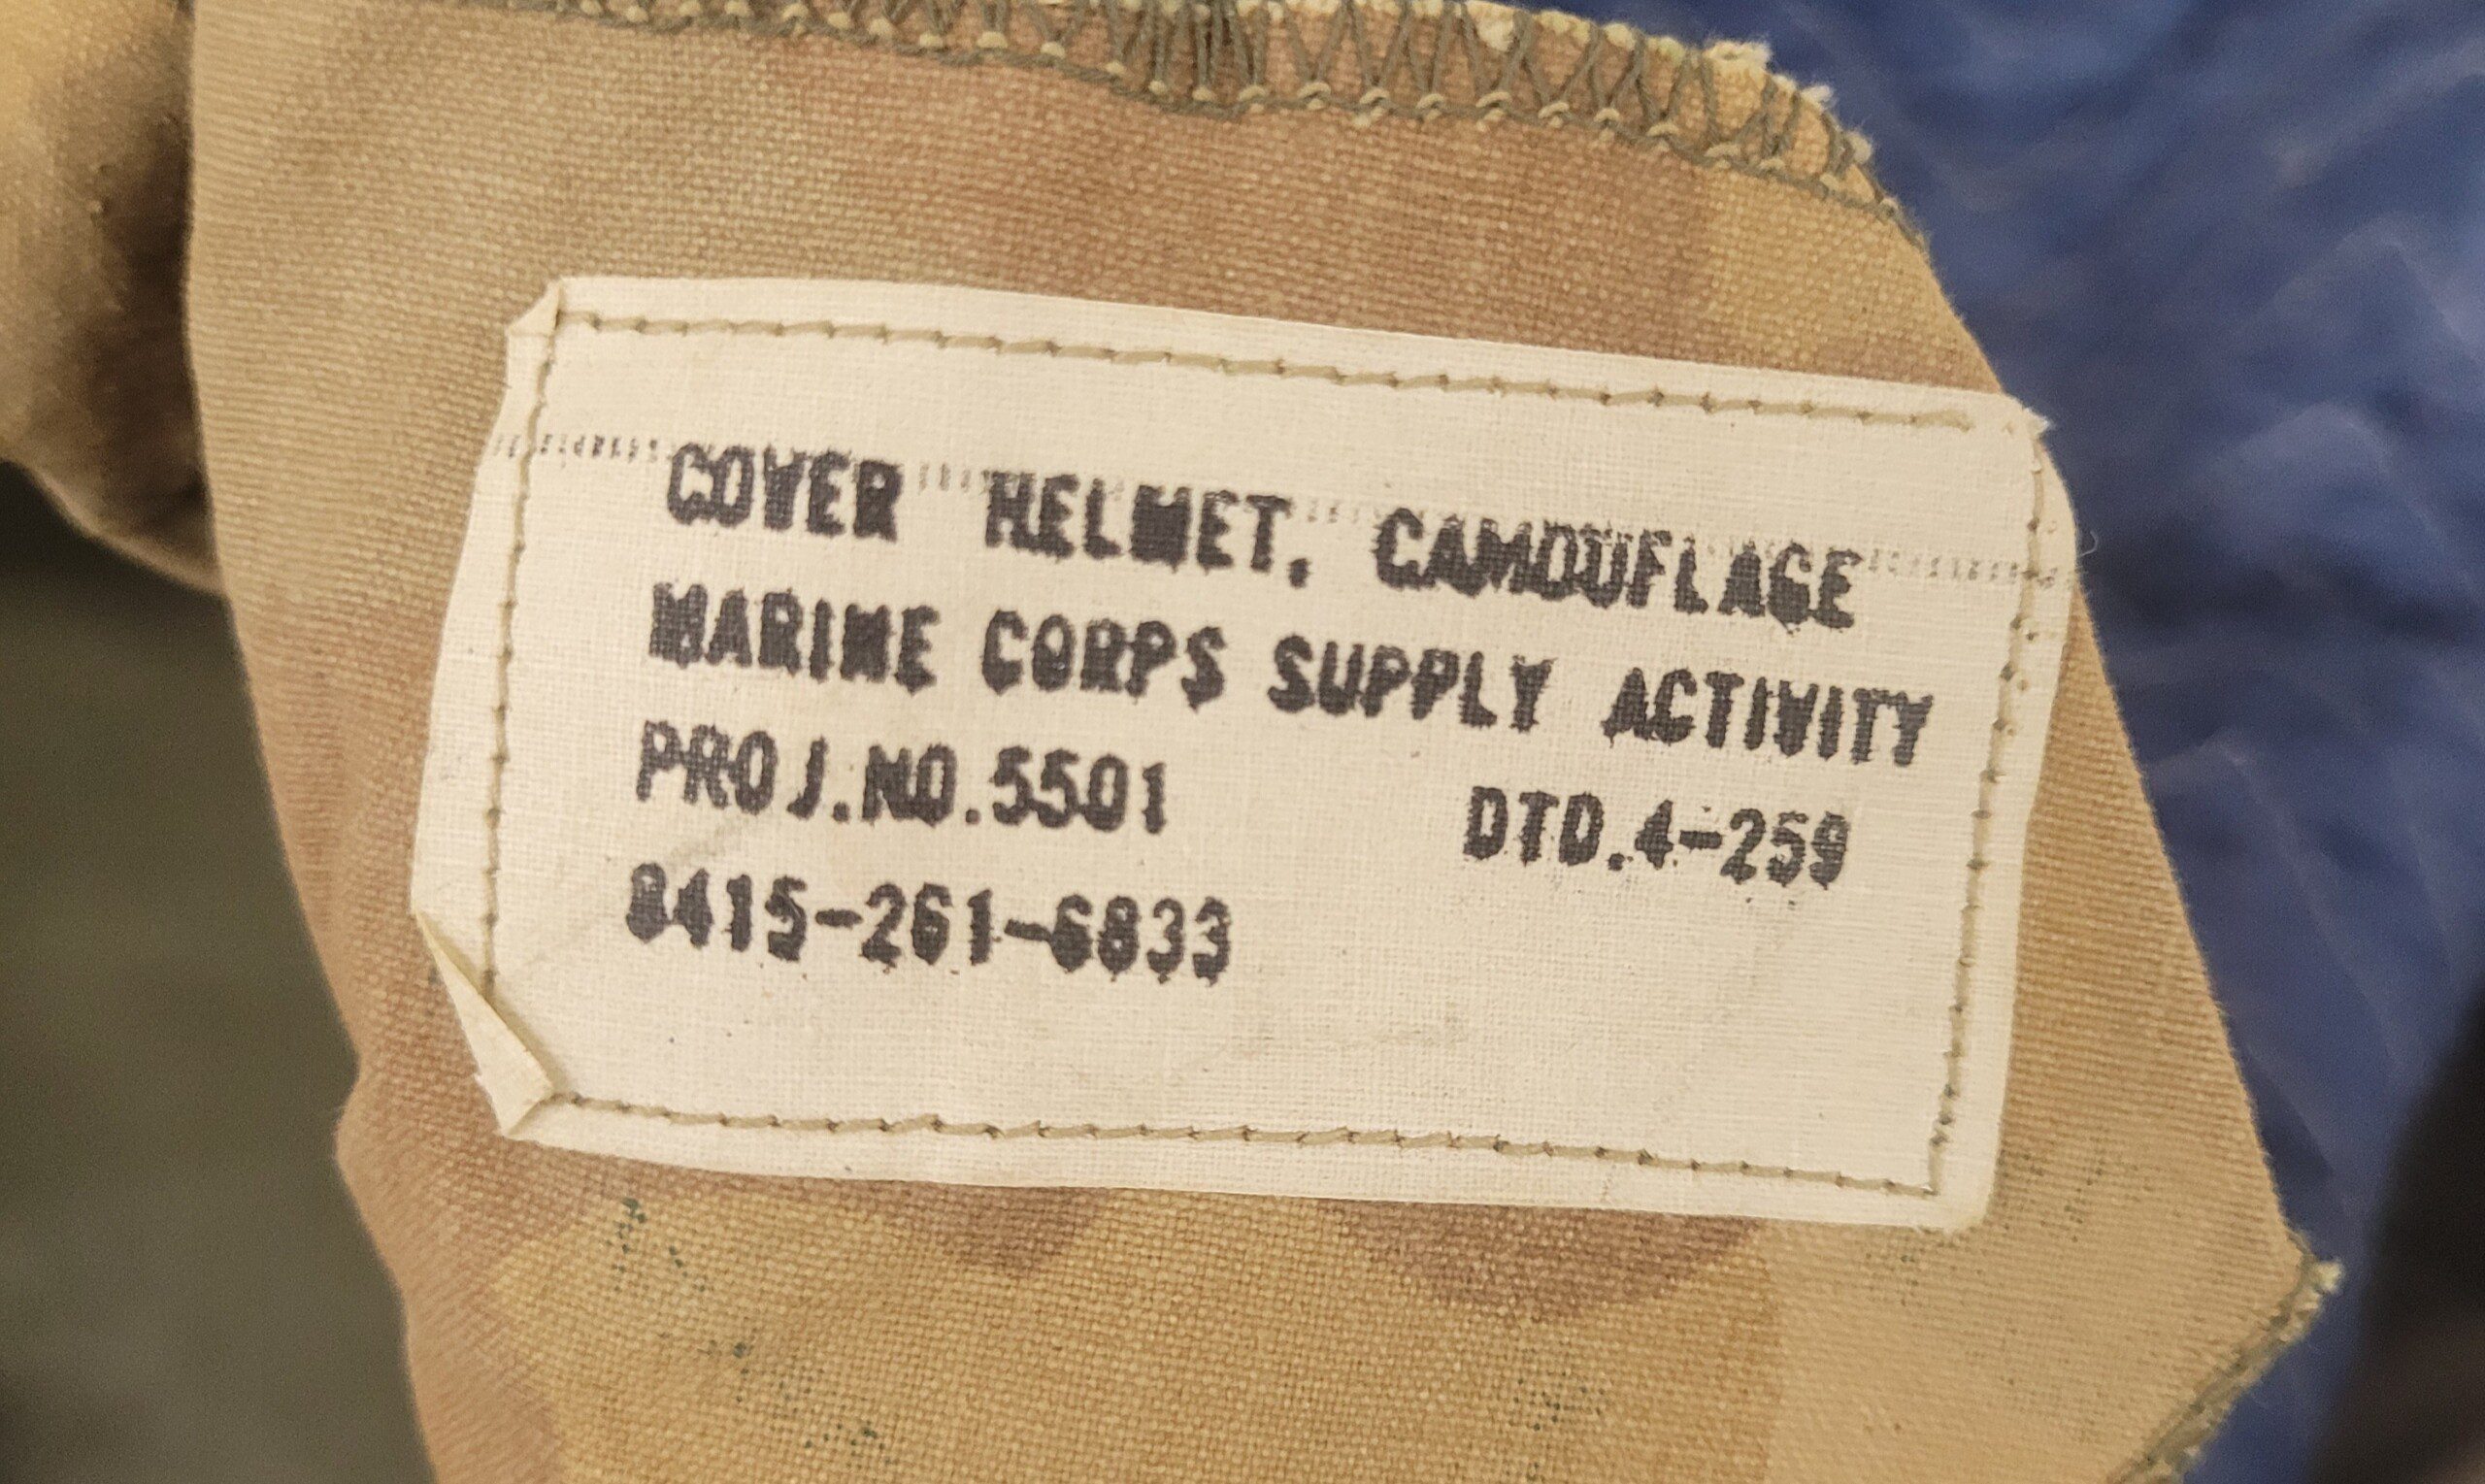 COVER HELMET, CAMOUFLAGE
MARINE CORPS SUPPLY ACTIVITY
PROJ.NO.5501 DTD.4-259
8415-261-6833